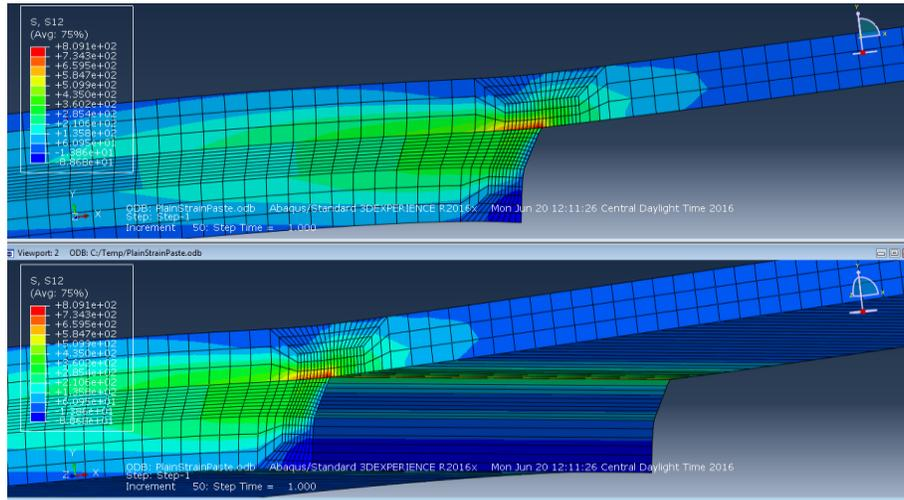 S, S12
(Avg: 75%)
+8.091e+02
+7.343e+02
+6.595e+02
+5.847e+02
+5.099e+02
+4.350e+02
+3.602e+02
+2.854e+02
+2.106e+02
+1.358e+02
+6.095e+01
-1.386e+01
-8.868e+01
Y
X
Y
X
ODB: PlainStrainPaste.odb Abaqus/Standard 3DEXPERIENCE R2016x Mon Jun 20 12:11:26 Central Daylight Time 2016
Step: Step-1
Increment 50: Step Time = 1.000
Viewport: 2 ODB: C:/Temp/PlainStrainPaste.odb
S, S12
(Avg: 75%)
+8.091e+02
+7.343e+02
+6.595e+02
+5.847e+02
+5.099e+02
+4.350e+02
+3.602e+02
+2.854e+02
+2.106e+02
+1.358e+02
+6.095e+01
-1.386e+01
-8.868e+01
Y
X
Y
Z X
ODB: PlainStrainPaste.odb Abaqus/Standard 3DEXPERIENCE R2016x Mon Jun 20 12:11:26 Central Daylight Time 2016
Step: Step-1
Increment 50: Step Time = 1.000